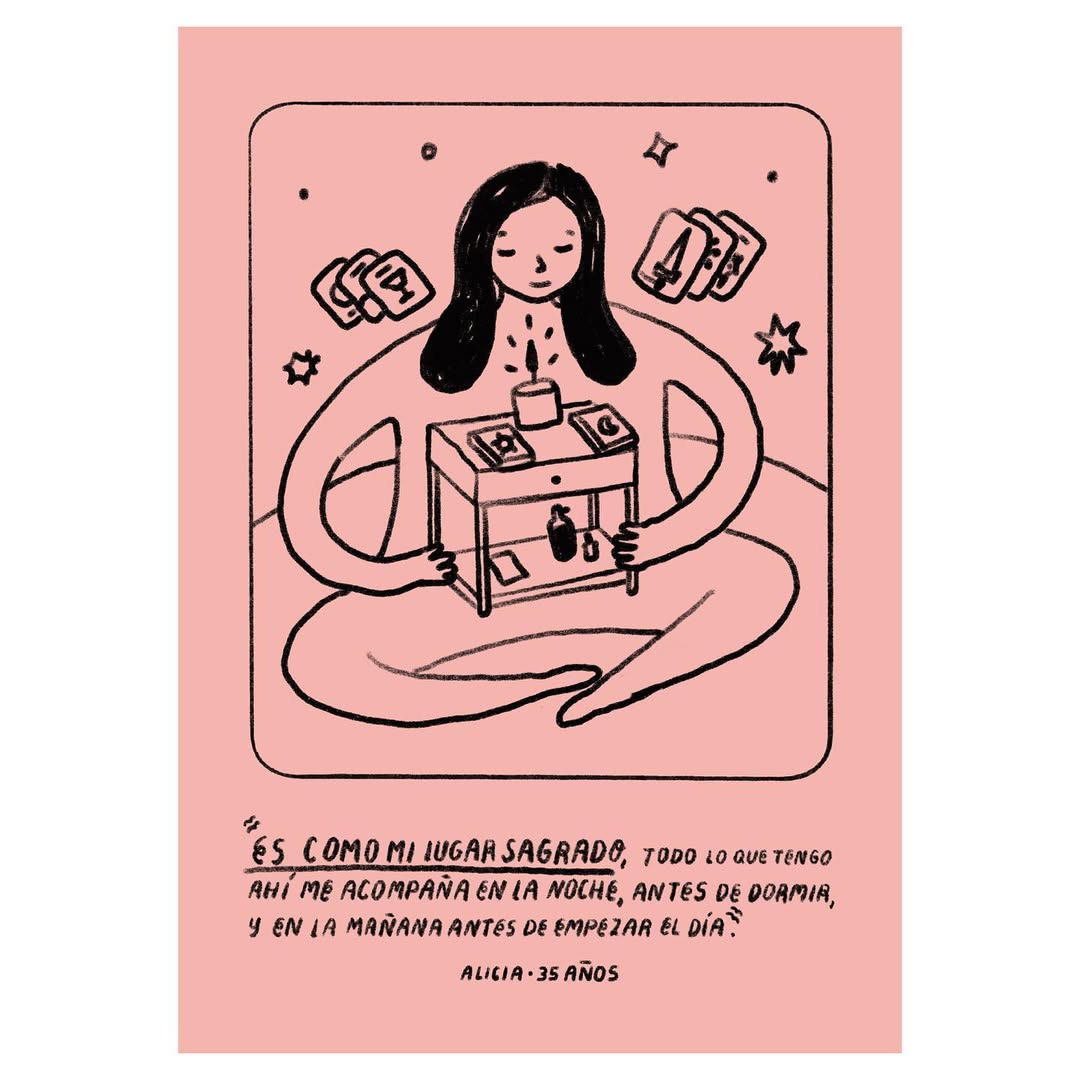 "ES COMO MI LUGAR SAGRADO, TODO LO QUE TENGO
AHÍ ME ACOMPAÑA EN LA NOCHE, ANTES DE DORMIR,
Y EN LA MAÑANA ANTES DE EMPEZAR EL DÍA".
ALICIA · 35 AÑOS